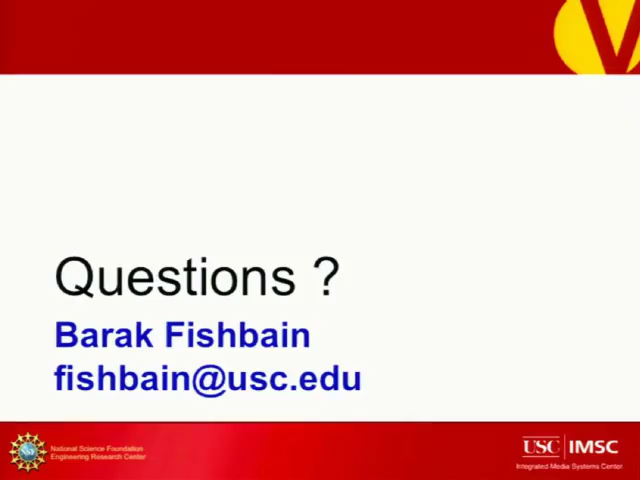 Questions ?
Barak Fishbain
fishbain@usc.edu
National Science Foundation
Engineering Research Center
USC IMSC
Integrated Media Systems Center